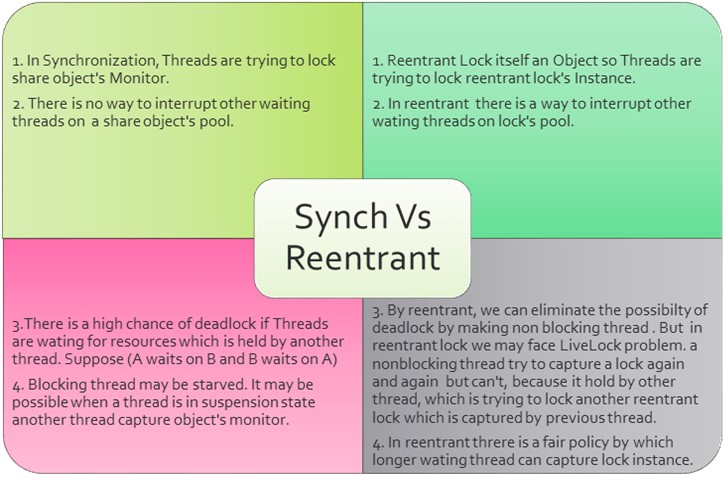 1. In Synchronization, Threads are trying to lock
share object's Monitor.
2. There is no way to interrupt other waiting
threads on a share object's pool.
1. Reentrant Lock itself an Object so Threads are
trying to lock reentrant lock's Instance.
2. In reentrant there is a way to interrupt other
wating threads on lock's pool.
Synch Vs
Reentrant
3.There is a high chance of deadlock if Threads
are wating for resources which is held by another
thread. Suppose (A waits on B and B waits on A)
4. Blocking thread may be starved. It may be
possible when a thread is in suspension state
another thread capture object's monitor.
3. By reentrant, we can eliminate the possibilty of
deadlock by making non blocking thread . But in
reentrant lock we may face LiveLock problem. a
nonblocking thread try to capture a lock again
and again but can't, because it hold by other
thread, which is trying to lock another reentrant
lock which is captured by previous thread.
4. In reentrant threre is a fair policy by which
longer wating thread can capture lock instance.